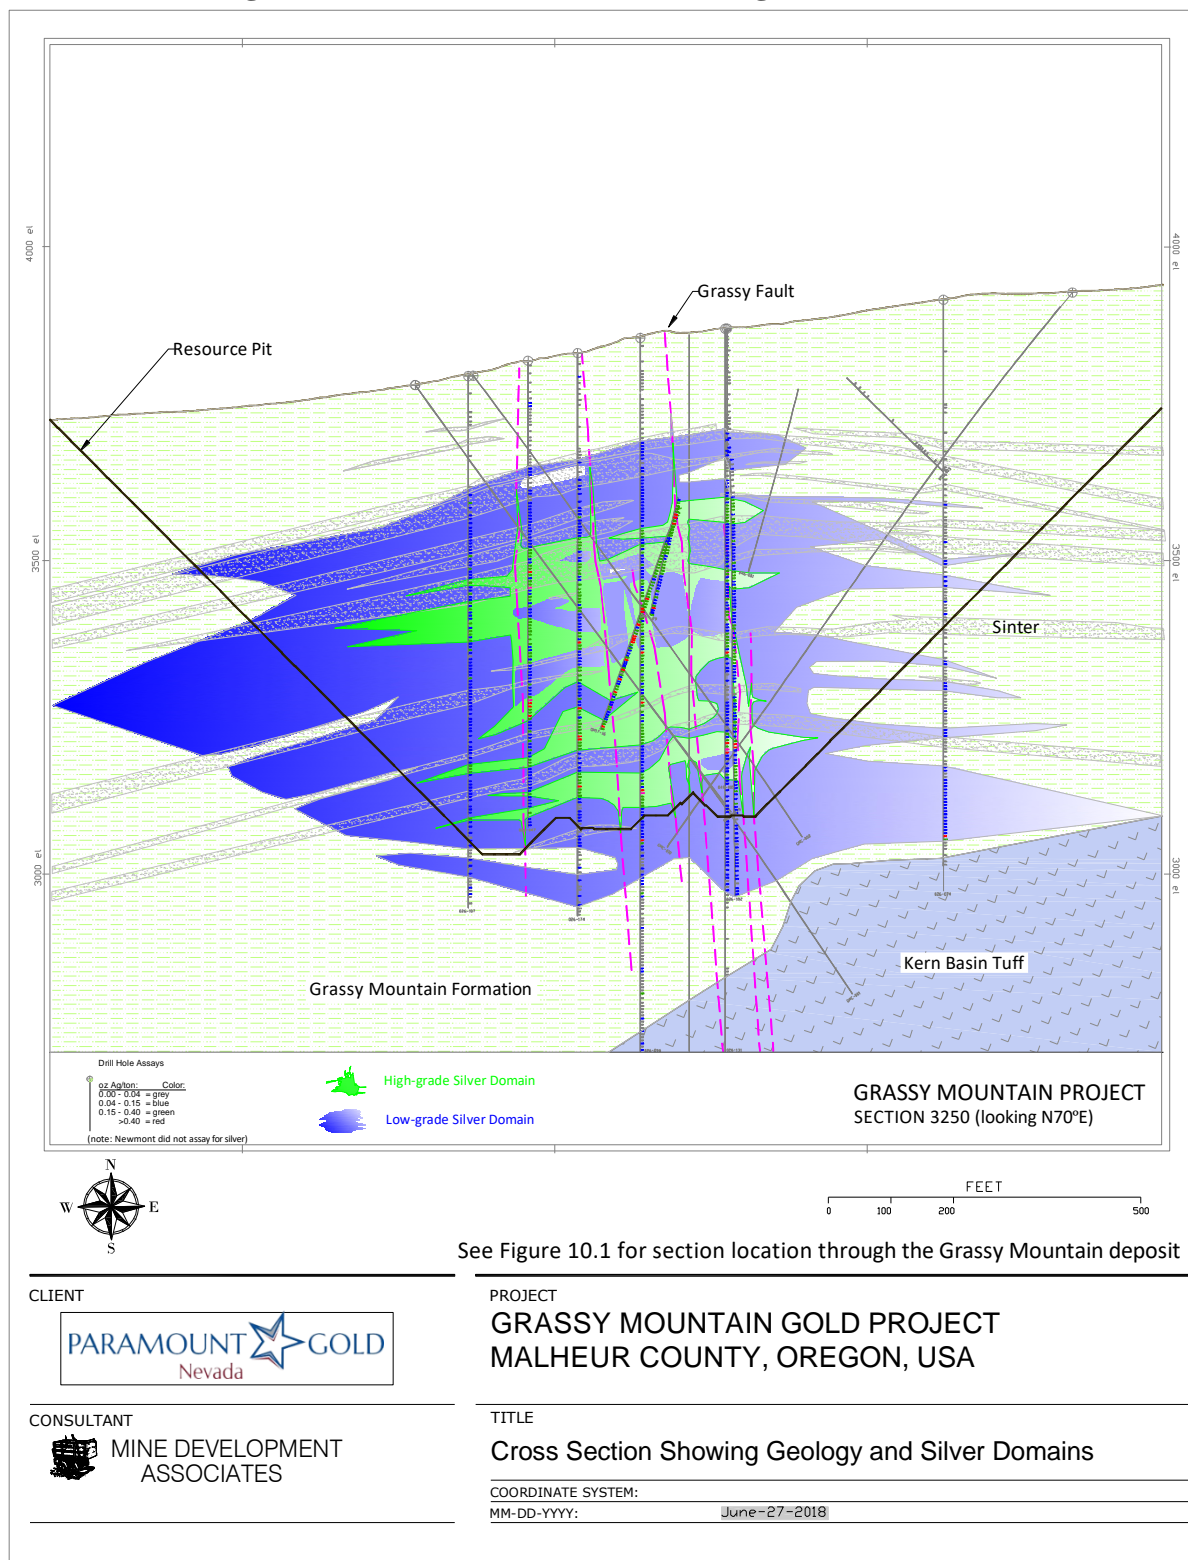 4000 el
4000 el
Grassy Fault
Resource Pit
3500 el
3500 el
Sinter
3000 el
3000 el
Kern Basin Tuff
Grassy Mountain Formation
Drill Hole Assays
oz Ag/ton: Color:
0.00 - 0.04 = grey
0.04 - 0.15 = blue
0.15 - 0.40 = green
>0.40 = red
(note: Newmont did not assay for silver)
High-grade Silver Domain
Low-grade Silver Domain
GRASSY MOUNTAIN PROJECT
SECTION 3250 (looking N70ºE)
N
W E
S
FEET
0 100 200 500
See Figure 10.1 for section location through the Grassy Mountain deposit
CLIENT
PARAMOUNT GOLD
Nevada
PROJECT
GRASSY MOUNTAIN GOLD PROJECT
MALHEUR COUNTY, OREGON, USA
CONSULTANT
MINE DEVELOPMENT
ASSOCIATES
TITLE
Cross Section Showing Geology and Silver Domains
COORDINATE SYSTEM:
MM-DD-YYYY: June-27-2018